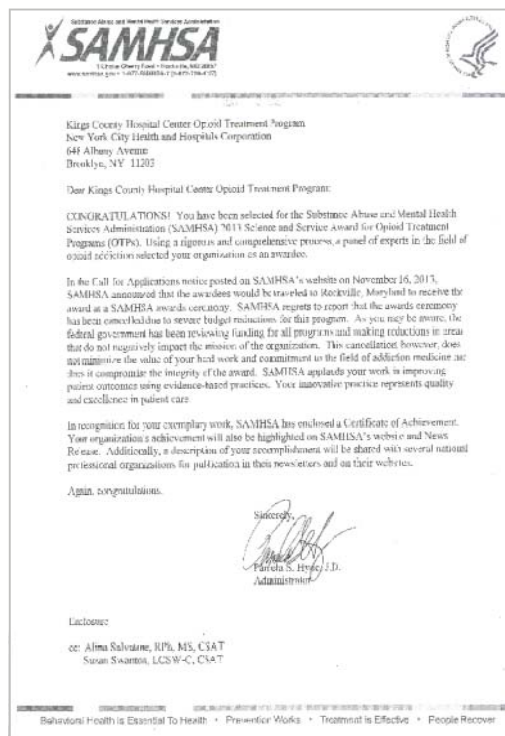 Substance Abuse and Mental Health Services Administration
SAMHSA
Kings County Hospital Center Opioid Treatment Program
New York City Health and Hospitals Corporation
Albany Avenue
Brooklyn, NY 11203
Dear Kings County Hospital Center Opioid Treatment Program:
CONGRATULATIONS! You have been selected for the Substance Abuse and Mental Health
Services Administration (SAMHSA) 2013 Science and Service Award for Opioid Treatment
Programs (OTPs). Using a rigorous and comprehensive process, a panel of experts in the field of
opioid addiction selected your organization as an awardee.
In the Call for Applications notice posted on SAMHSA's website on November 16, 2013,
SAMHSA announced that the awardees would be traveled to Rockville, Maryland to receive the
award at a SAMHSA awards ceremony. SAMHSA regrets to report that the awards ceremony
has been cancelled due to severe budget reductions for this program. As you may be aware, the
federal government has been reviewing funding for all programs and making reductions in areas
that do not negatively impact the mission of the organization. This cancellation, however, does
not minimize the value of your hard work and commitment to the field of addiction medicine nor
does it compromise the integrity of the award. SAMHSA applauds your work in improving
patient outcomes using evidence-based practices. Your innovative practice represents quality
and excellence in patient care.
In recognition for your exemplary work, SAMHSA has enclosed a Certificate of Achievement.
Your organization's achievement will also be highlighted on SAMHSA's website and News
Release. Additionally, a description of your accomplishment will be shared with several national
professional organizations for publication in their newsletters and on their websites.
Again, congratulations.
Sincerely,
Pamela S. Hyde, J.D.
Administrator
Enclosure
cc: Alina Salvatore, RPh, MS, CSAT
Susan Swanton, LCSW-C, CSAT
Behavioral Health is Essential To Health • Prevention Works • Treatment is Effective • People Recover